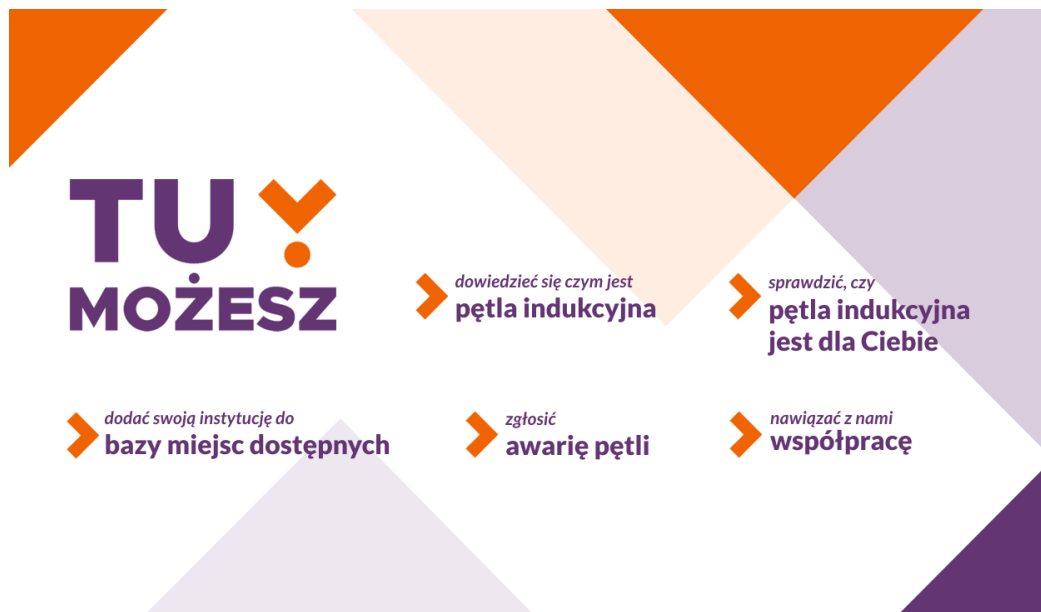 TU
MOŻESZ
dowiedzieć się czym jest
pętla indukcyjna
sprawdzić, czy
pętla indukcyjna
jest dla Ciebie
dodać swoją instytucję do
bazy miejsc dostępnych
zgłosić
awarię pętli
nawiązać z nami
współpracę